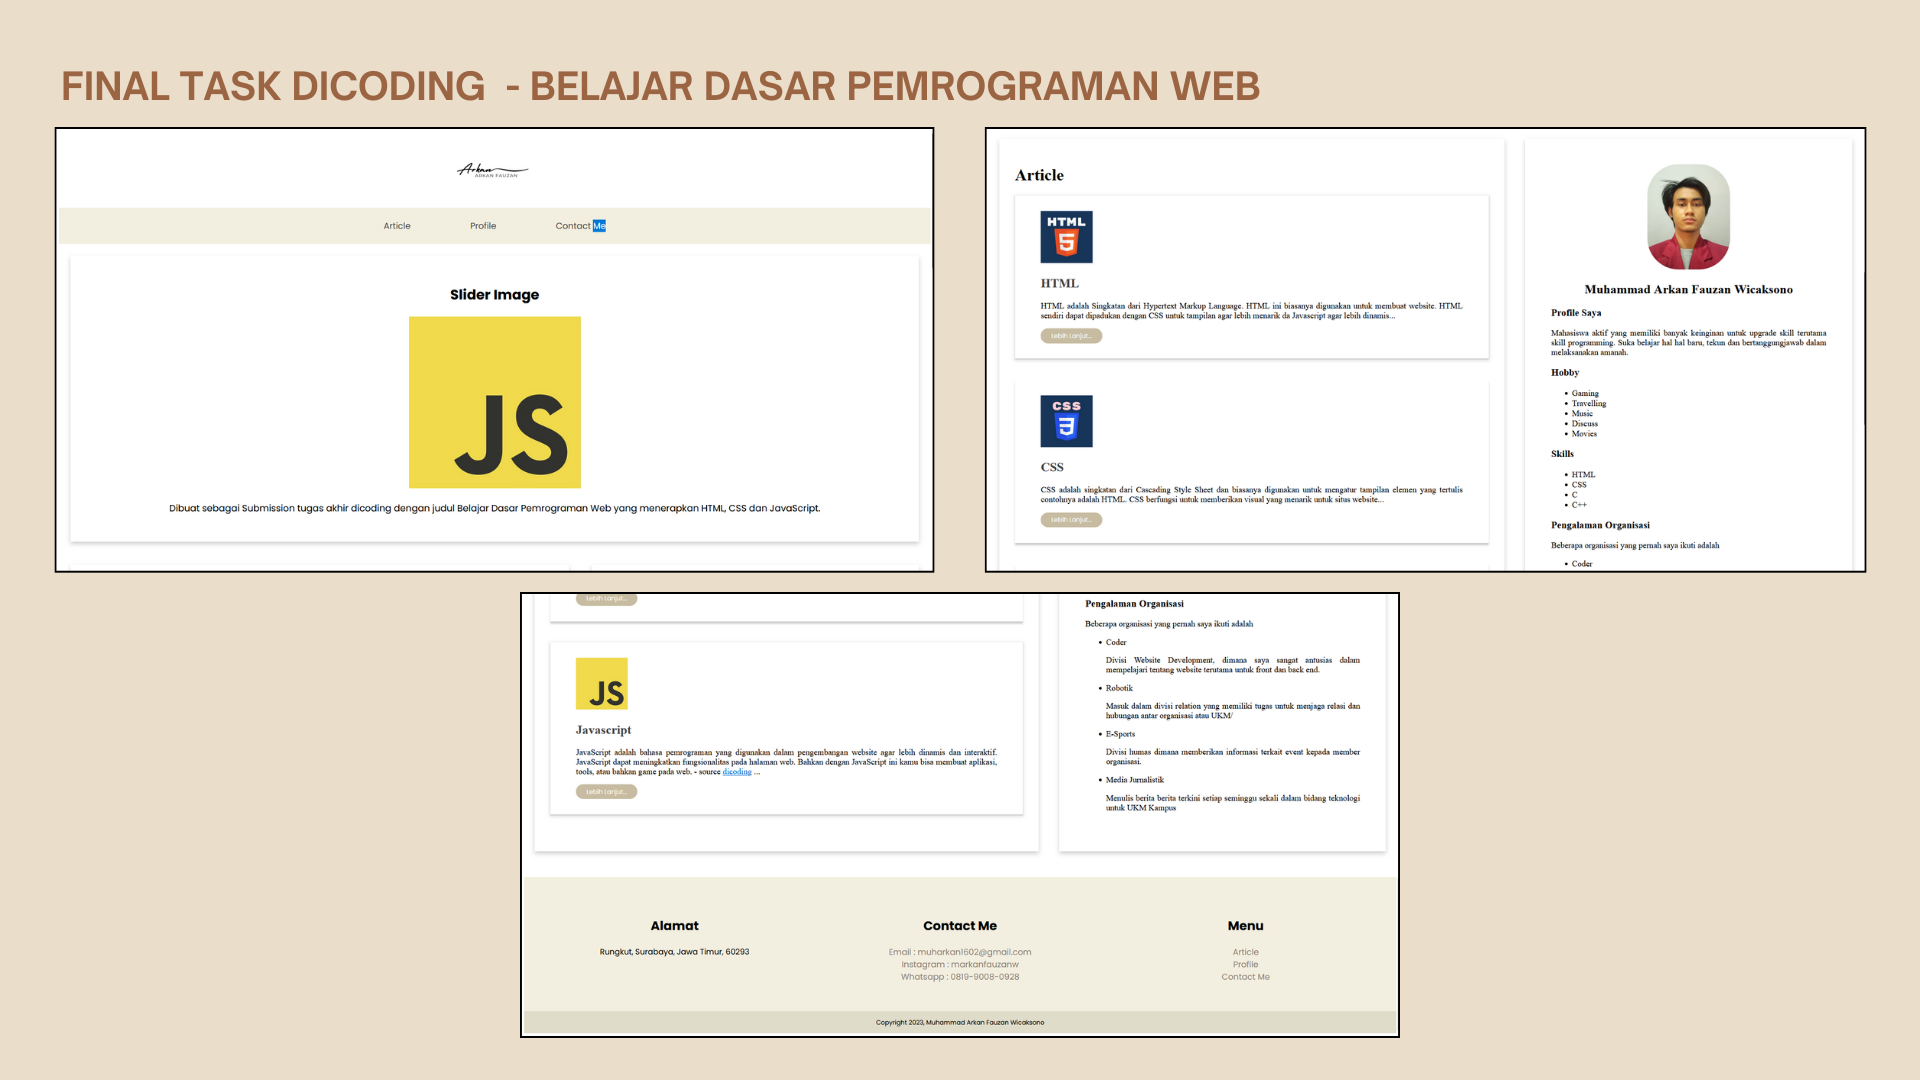 FINAL TASK DICODING - BELAJAR DASAR PEMROGRAMAN WEB
Arkan
ARKAN FAUZAN
Article Profile Contact Me
Slider Image
JS
Dibuat sebagai Submission tugas akhir dicoding dengan judul Belajar Dasar Pemrograman Web yang menerapkan HTML, CSS dan JavaScript.
Article
HTML
5
HTML
HTML adalah Singkatan dari Hypertext Markup Language. HTML ini biasanya digunakan untuk membuat website. HTML
sendiri dapat dipadukan dengan CSS untuk tampilan agar lebih menarik da Javascript agar lebih dinamis...
Lebih Lanjut...
CSS
3
CSS
CSS adalah singkatan dari Cascading Style Sheet dan biasanya digunakan untuk mengatur tampilan elemen yang tertulis
contohnya adalah HTML. CSS berfungsi untuk memberikan visual yang menarik untuk situs website...
Lebih Lanjut...
Muhammad Arkan Fauzan Wicaksono
Profile Saya
Mahasiswa aktif yang memiliki banyak keinginan untuk upgrade skill terutama
skill programming. Suka belajar hal hal baru, tekun dan bertanggungjawab dalam
melaksanakan amanah.
Hobby
• Gaming
• Travelling
• Music
• Discuss
• Movies
Skills
• HTML
• CSS
• C
• C++
Pengalaman Organisasi
Beberapa organisasi yang pernah saya ikuti adalah
• Coder
Lebih Lanjut...
JS
Javascript
JavaScript adalah bahasa pemrograman yang digunakan dalam pengembangan website agar lebih dinamis dan interaktif.
JavaScript dapat meningkatkan fungsionalitas pada halaman web. Bahkan dengan JavaScript ini kamu bisa membuat aplikasi,
tools, atau bahkan game pada web. - source dicoding ...
Lebih Lanjut...
Pengalaman Organisasi
Beberapa organisasi yang pernah saya ikuti adalah
• Coder
Divisi Website Development, dimana saya sangat antusias dalam
mempelajari tentang website terutama untuk front dan back end.
• Robotik
Masuk dalam divisi relation yang memiliki tugas untuk menjaga relasi dan
hubungan antar organisasi atau UKM/
• E-Sports
Divisi humas dimana memberikan informasi terkait event kepada member
organisasi.
• Media Jurnalistik
Menulis berita berita terkini setiap seminggu sekali dalam bidang teknologi
untuk UKM Kampus
Alamat
Rungkut, Surabaya, Jawa Timur, 60293
Contact Me
Email : muharkan1602@gmail.com
Instagram : markanfauzanw
Whatsapp : 0819-9008-0928
Menu
Article
Profile
Contact Me
Copyright 2023, Muhammad Arkan Fauzan Wicaksono